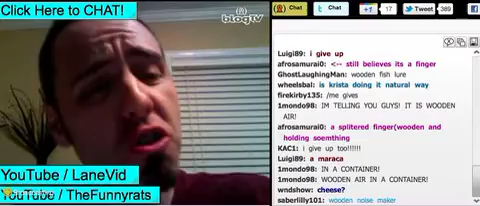 Click Here to CHAT!
blogTV
YouTube / LaneVid
YouTube / TheFunnyrats
Chat
Chat
+1
17
Tweet
389
Luigi89: i give up
afrosamurai0: <-- still believes its a finger
GhostLaughingMan: wooden fish lure
wheelsbal: is krista doing it natural way
firekirby135: /me gives
1mondo98: IM TELLING YOU GUYS! IT IS WOODEN
AIR!
afrosamurai0: a splitered finger(wooden and
holding soemthing
KAC1: i give up too!!!!!!
Luigi89: a maraca
1mondo98: IN A CONTAINER!
1mondo98: WOODEN AIR IN A CONTAINER!
wndshow: cheese?
saberlilly101: wooden noise maker